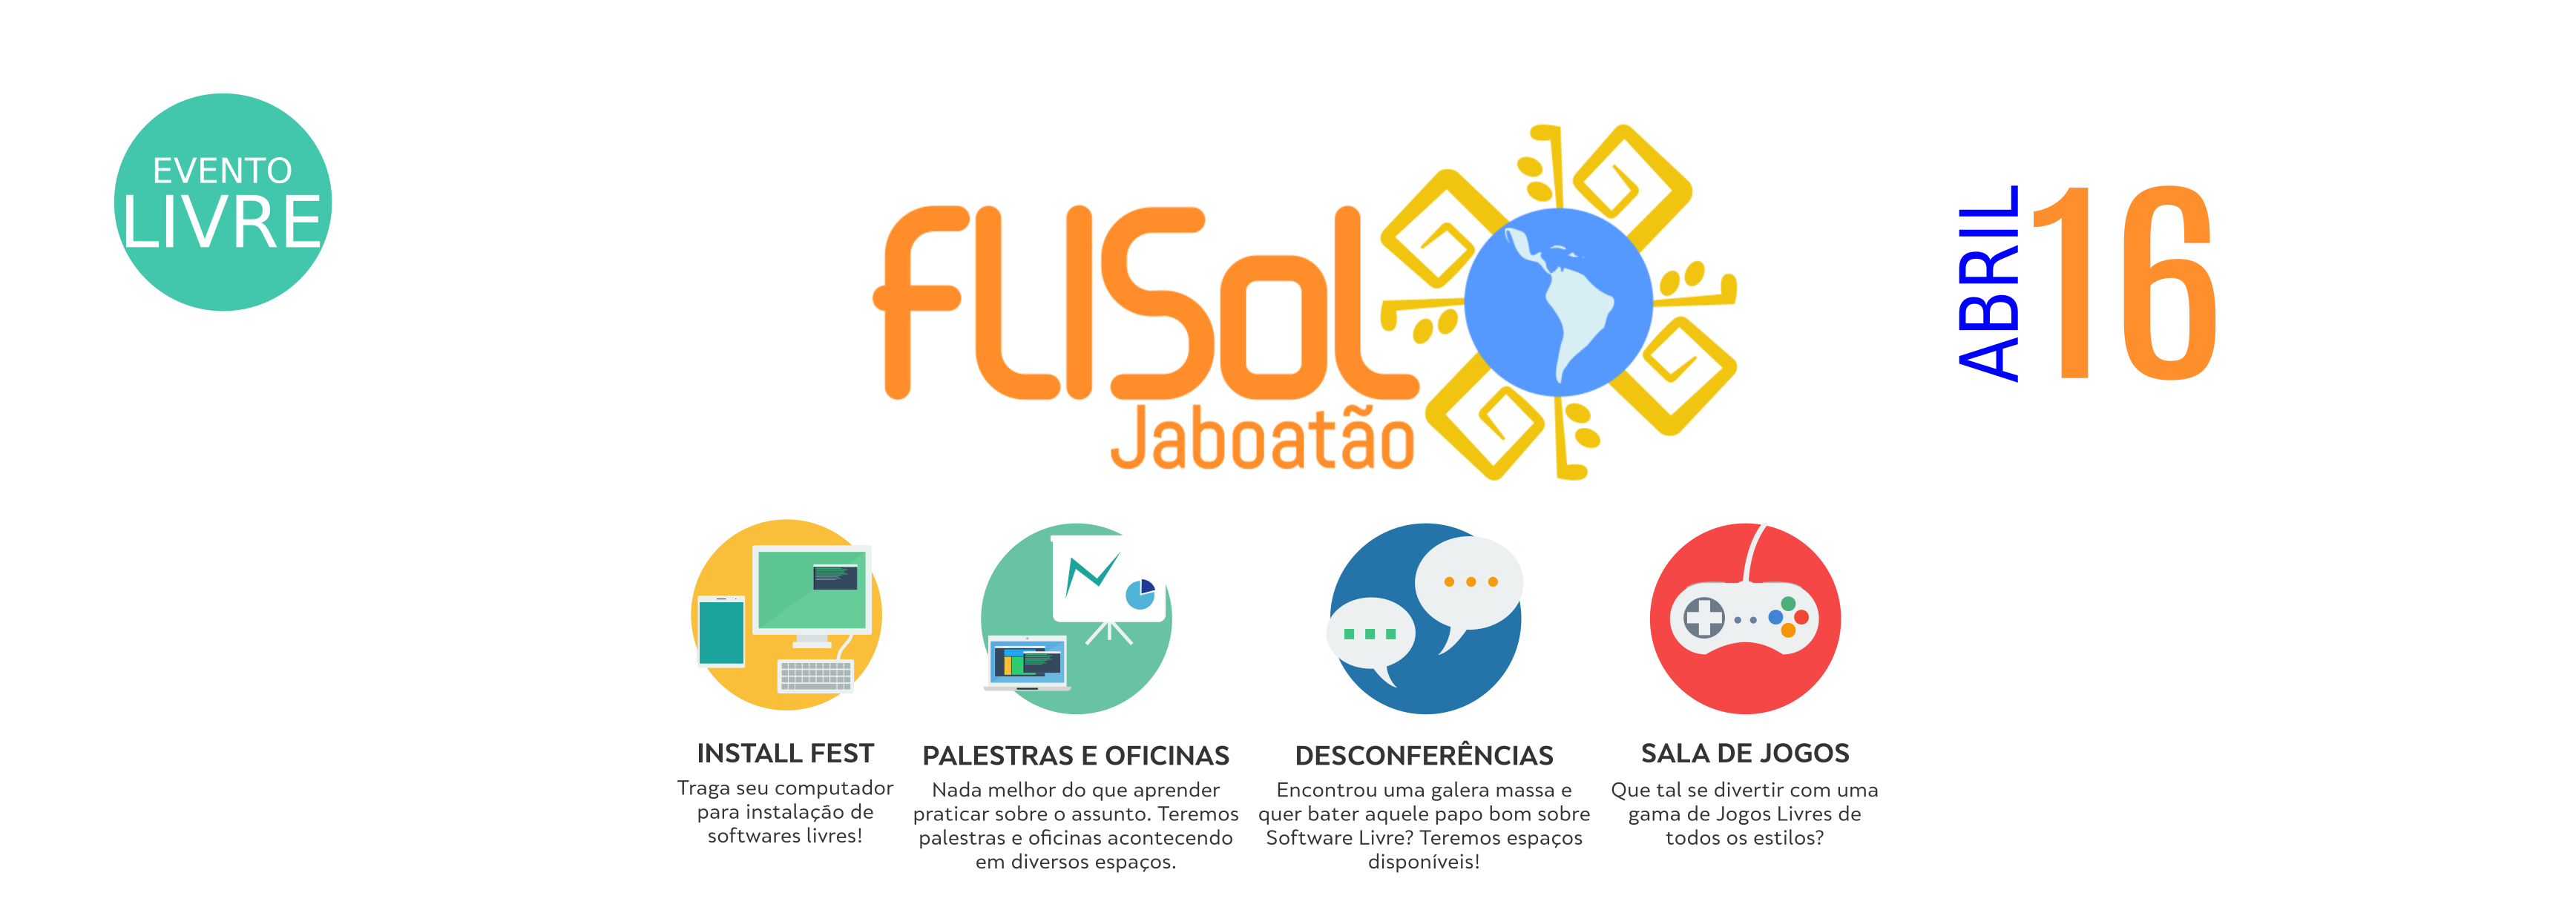 EVENTO
LIVRE
FLISol
Jaboatão
ABRIL
16
INSTALL FEST
Traga seu computador
para instalação de
softwares livres!
PALESTRAS E OFICINAS
Nada melhor do que aprender
praticar sobre o assunto. Teremos
palestras e oficinas acontecendo
em diversos espaços.
DESCONFERÊNCIAS
Encontrou uma galera massa e
quer bater aquele papo bom sobre
Software Livre? Teremos espaços
disponíveis!
SALA DE JOGOS
Que tal se divertir com uma
gama de Jogos Livres de
todos os estilos?